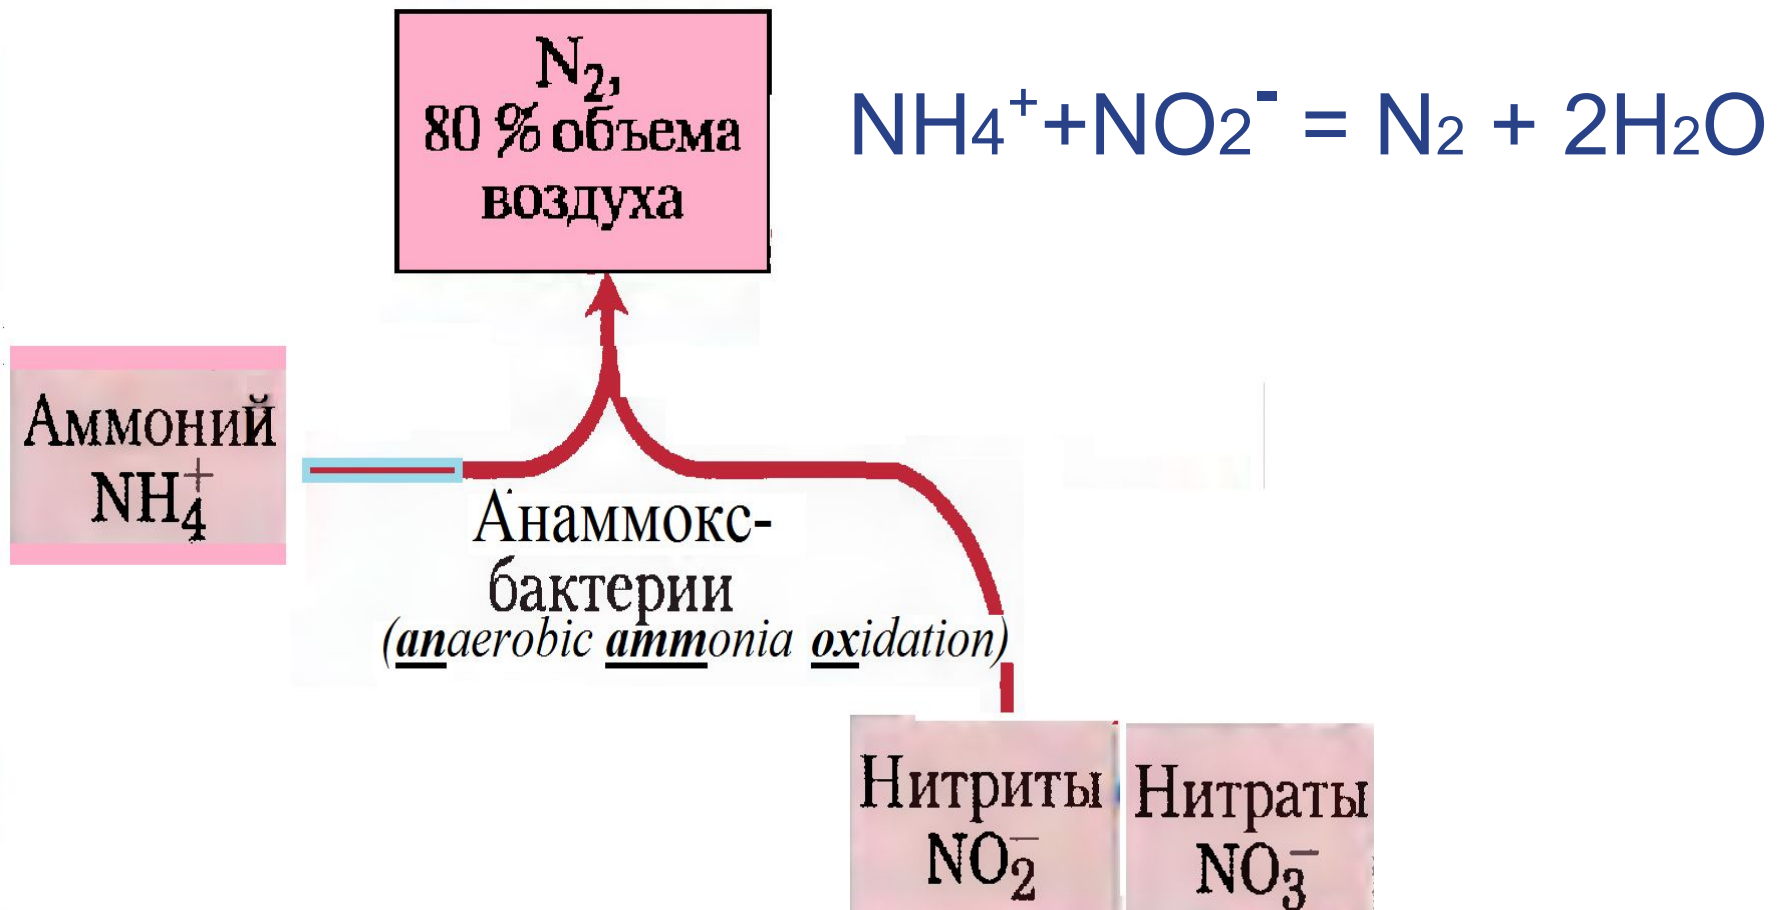 N₂,
80 % объема
воздуха
NH₄⁺+NO₂⁻ = N₂ + 2H₂O
Аммоний
NH₄⁺
Анаммокс-
бактерии
(anaerobic ammonia oxidation)
Нитриты
NO₂⁻
Нитраты
NO₃⁻